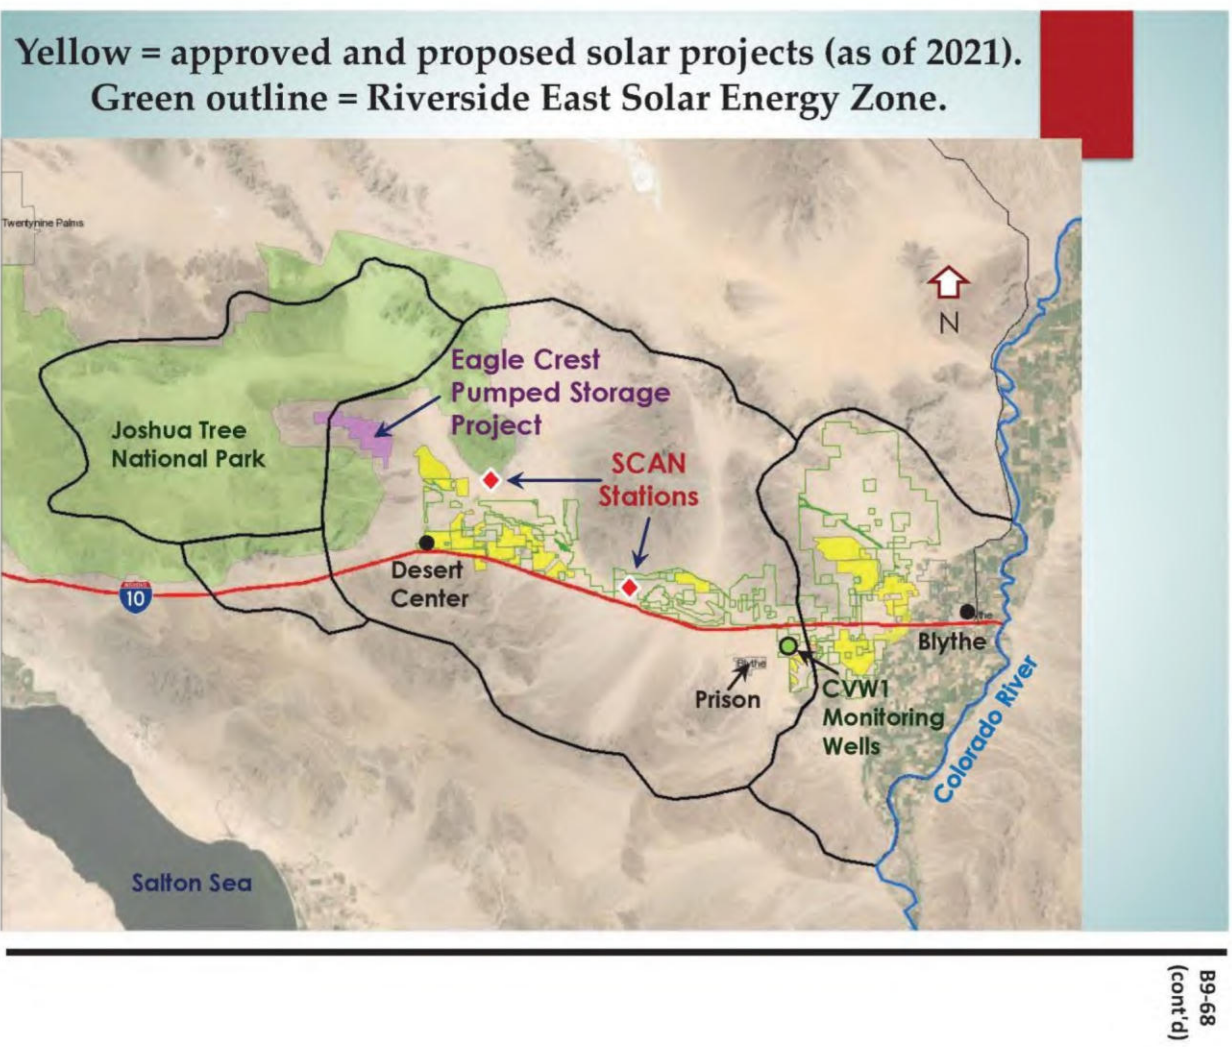 Yellow = approved and proposed solar projects (as of 2021).
Green outline = Riverside East Solar Energy Zone.
Twentynine Palms
N
Eagle Crest
Pumped Storage
Project
Joshua Tree
National Park
SCAN
Stations
Desert
Center
10
Blythe
Blythe
Prison
CVW1
Monitoring
Wells
Colorado River
Salton Sea
B9-68
(cont'd)